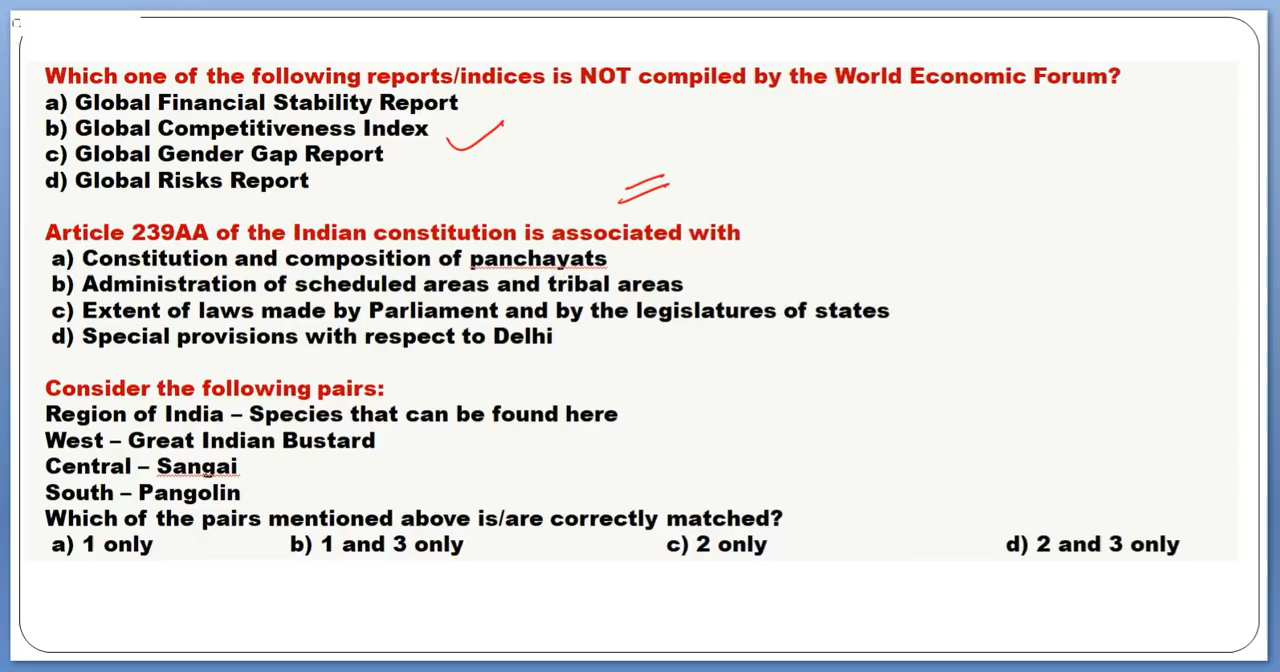 Which one of the following reports/indices is NOT compiled by the World Economic Forum?
a) Global Financial Stability Report
b) Global Competitiveness Index
c) Global Gender Gap Report
d) Global Risks Report
Article 239AA of the Indian constitution is associated with
a) Constitution and composition of panchayats
b) Administration of scheduled areas and tribal areas
c) Extent of laws made by Parliament and by the legislatures of states
d) Special provisions with respect to Delhi
Consider the following pairs:
Region of India – Species that can be found here
West – Great Indian Bustard
Central – Sangai
South – Pangolin
Which of the pairs mentioned above is/are correctly matched?
a) 1 only b) 1 and 3 only c) 2 only d) 2 and 3 only